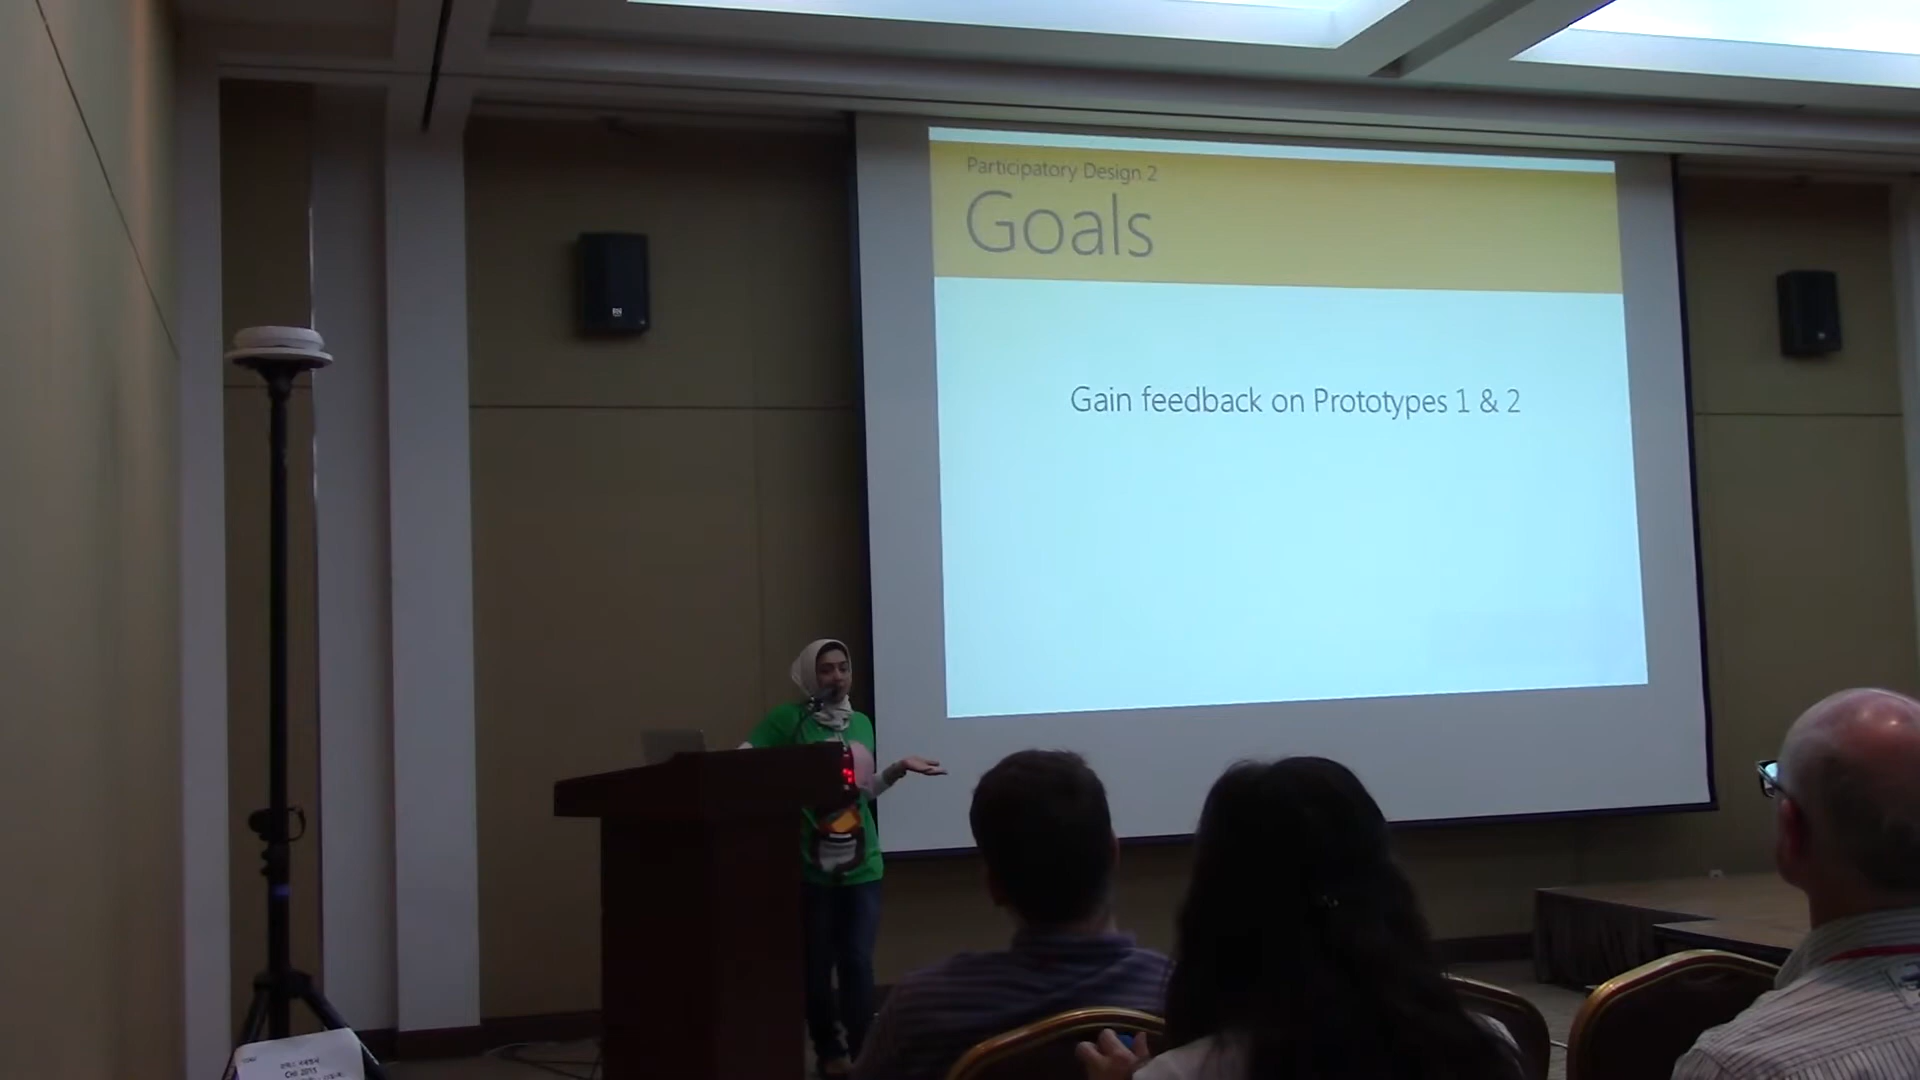 Participatory Design 2
Goals
Gain feedback on Prototypes 1 & 2
CHI 2015